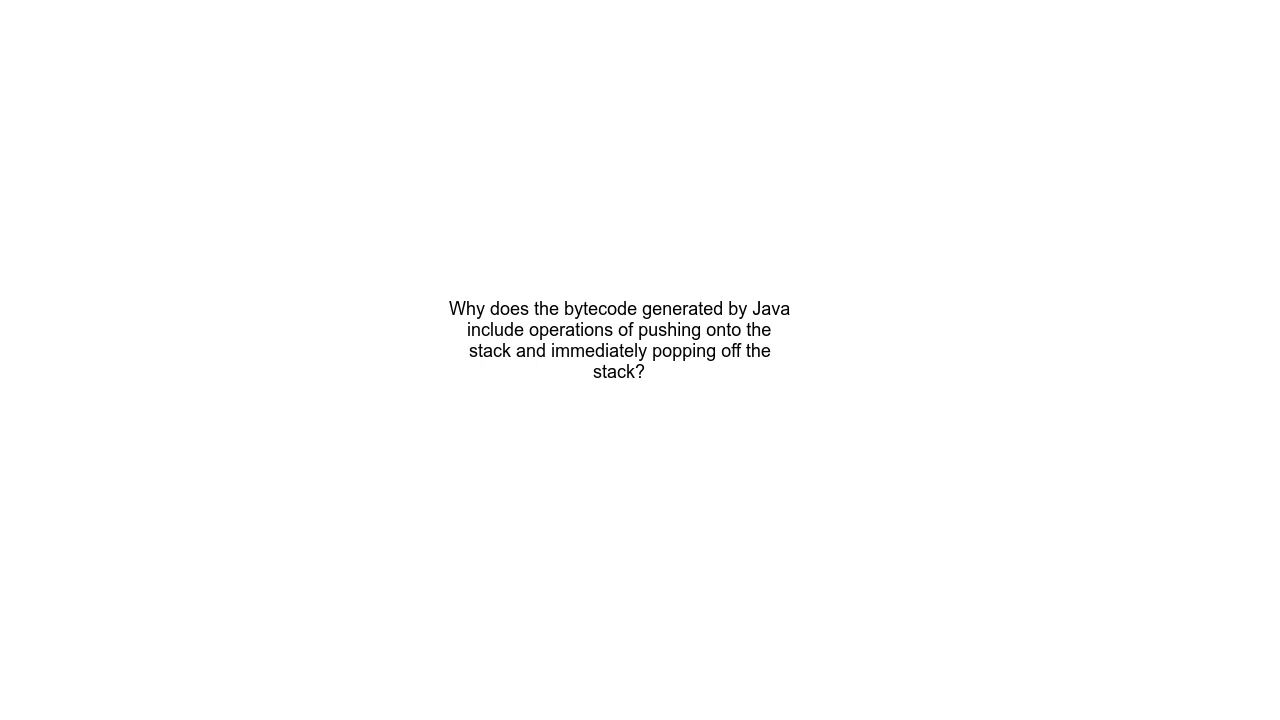 Why does the bytecode generated by Java
include operations of pushing onto the
stack and immediately popping off the
stack?